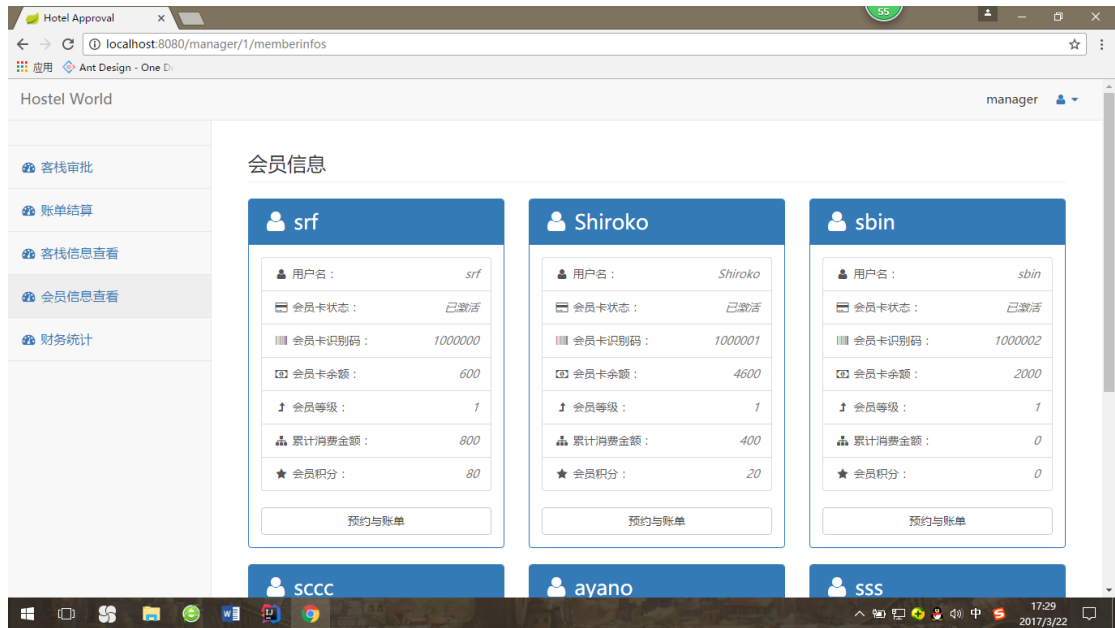 Hotel Approval
55
localhost:8080/manager/1/memberinfos
应用 Ant Design - One D
Hostel World
manager
客栈审批
账单结算
客栈信息查看
会员信息查看
财务统计
会员信息
srf
用户名： srf
会员卡状态： 已激活
会员卡识别码： 1000000
会员卡余额： 600
会员等级： 1
累计消费金额： 800
会员积分： 80
预约与账单
Shiroko
用户名： Shiroko
会员卡状态： 已激活
会员卡识别码： 1000001
会员卡余额： 4600
会员等级： 1
累计消费金额： 400
会员积分： 20
预约与账单
sbin
用户名： sbin
会员卡状态： 已激活
会员卡识别码： 1000002
会员卡余额： 2000
会员等级： 1
累计消费金额： 0
会员积分： 0
预约与账单
sccc
ayano
sss
中
17:29
2017/3/22